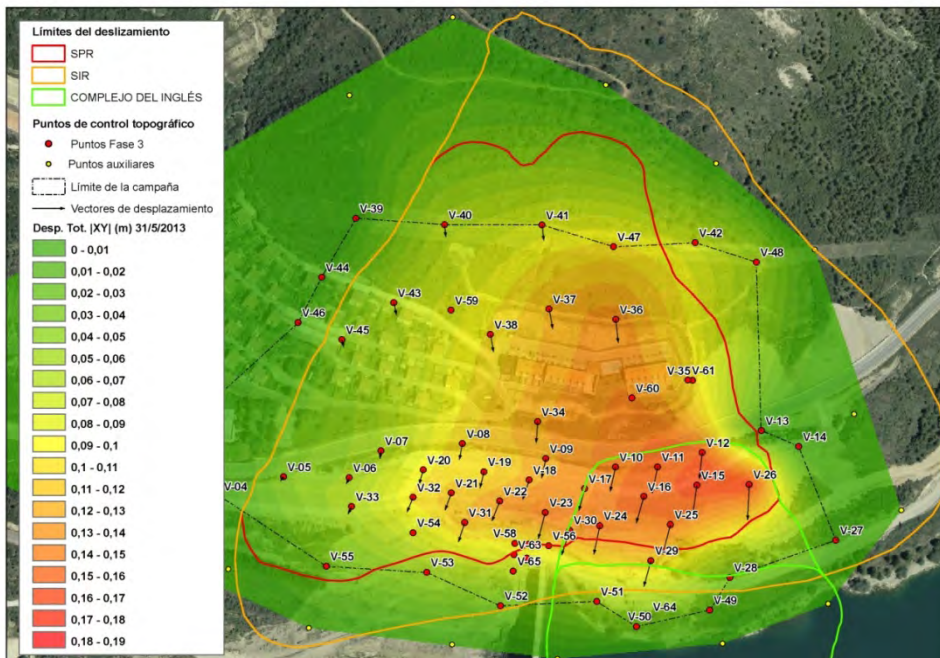 Límites del deslizamiento
SPR
SIR
COMPLEJO DEL INGLÉS
Puntos de control topográfico
Puntos Fase 3
Puntos auxiliares
Límite de la campaña
Vectores de desplazamiento
Desp. Tot. |XY| (m) 31/5/2013
0 - 0,01
0,01 - 0,02
0,02 - 0,03
0,03 - 0,04
0,04 - 0,05
0,05 - 0,06
0,06 - 0,07
0,07 - 0,08
0,08 - 0,09
0,09 - 0,1
0,1 - 0,11
0,11 - 0,12
0,12 - 0,13
0,13 - 0,14
0,14 - 0,15
0,15 - 0,16
0,16 - 0,17
0,17 - 0,18
0,18 - 0,19
V-39
V-40
V-41
V-47
V-42
V-48
V-44
V-43
V-59
V-37
V-36
V-46
V-45
V-38
V-35
V-61
V-60
V-34
V-13
V-14
V-07
V-08
V-09
V-12
V-04
V-05
V-06
V-20
V-19
V-18
V-10
V-11
V-15
V-26
V-33
V-32
V-21
V-22
V-17
V-16
V-23
V-54
V-31
V-30
V-24
V-25
V-27
V-58
V-63
V-56
V-65
V-29
V-55
V-53
V-28
V-52
V-51
V-64
V-49
V-50